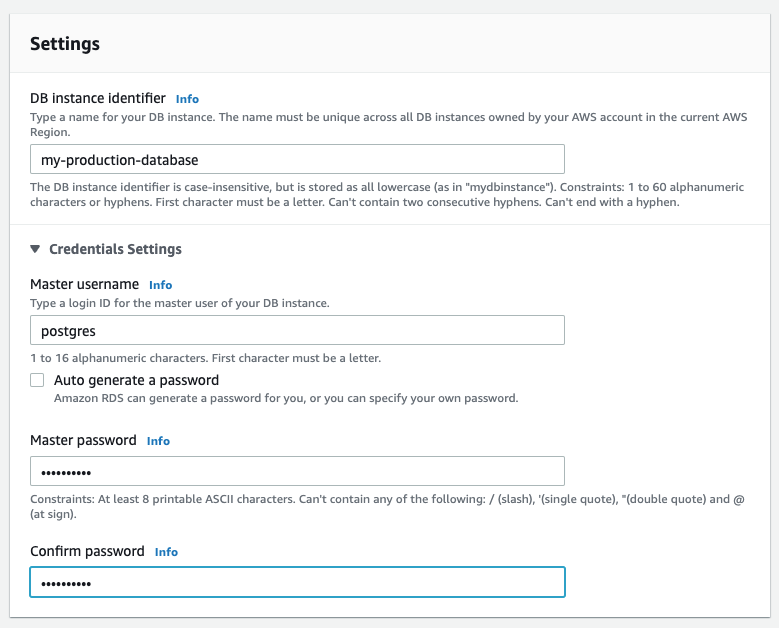 Settings
DB instance identifier Info
Type a name for your DB instance. The name must be unique across all DB instances owned by your AWS account in the current AWS
Region.
my-production-database
The DB instance identifier is case-insensitive, but is stored as all lowercase (as in "mydbinstance"). Constraints: 1 to 60 alphanumeric
characters or hyphens. First character must be a letter. Can't contain two consecutive hyphens. Can't end with a hyphen.
Credentials Settings
Master username Info
Type a login ID for the master user of your DB instance.
postgres
1 to 16 alphanumeric characters. First character must be a letter.
Auto generate a password
Amazon RDS can generate a password for you, or you can specify your own password.
Master password Info
••••••••••
Constraints: At least 8 printable ASCII characters. Can't contain any of the following: / (slash), '(single quote), "(double quote) and @
(at sign).
Confirm password Info
••••••••••